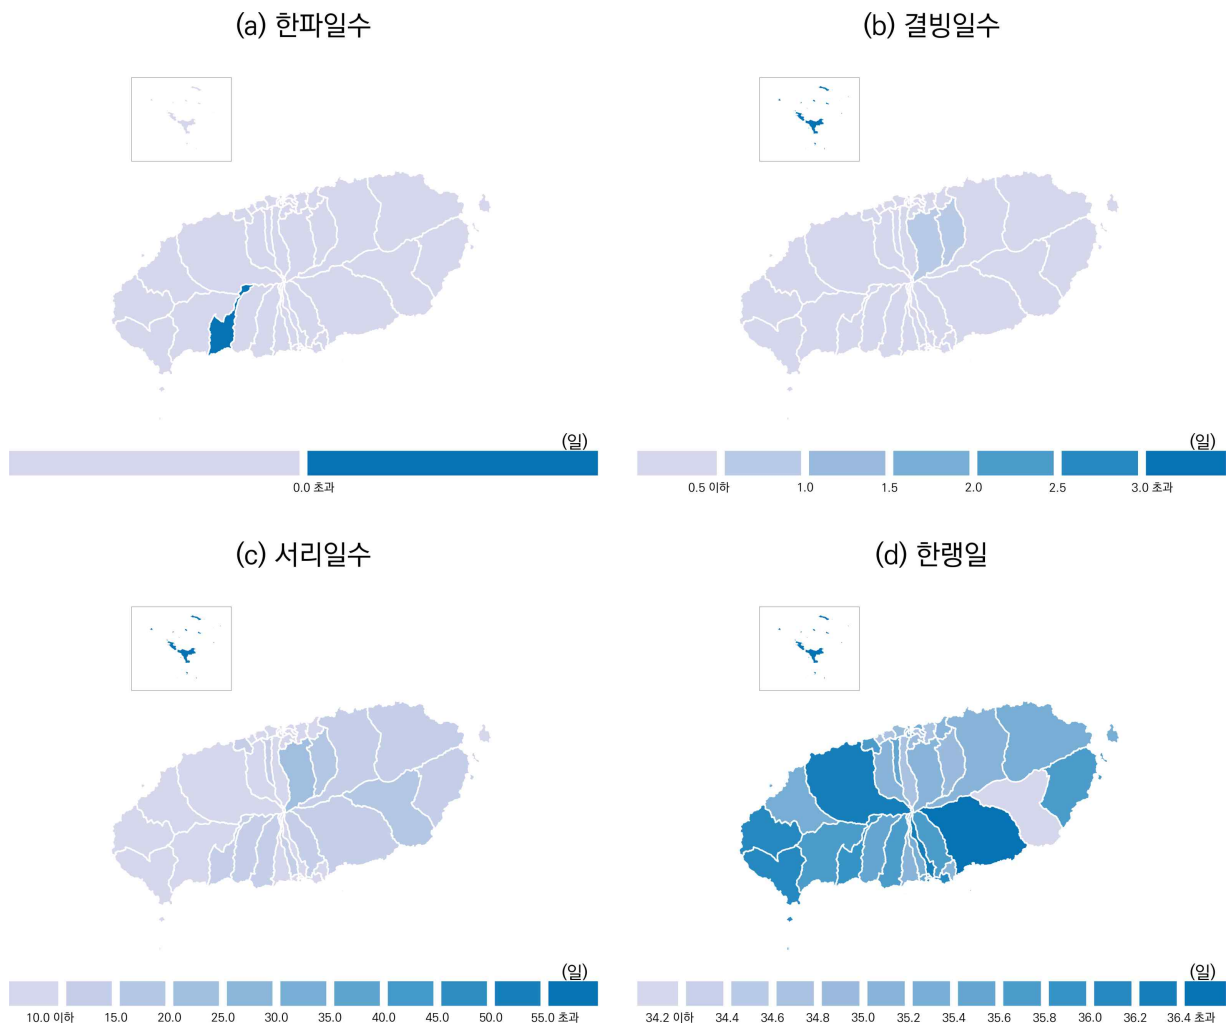 (a) 한파일수
(b) 결빙일수
(일)
0.0 초과
(일)
0.5 이하 1.0 1.5 2.0 2.5 3.0 초과
(c) 서리일수
(d) 한랭일
(일)
10.0 이하 15.0 20.0 25.0 30.0 35.0 40.0 45.0 50.0 55.0 초과
(일)
34.2 이하 34.4 34.6 34.8 35.0 35.2 35.4 35.6 35.8 36.0 36.2 36.4 초과